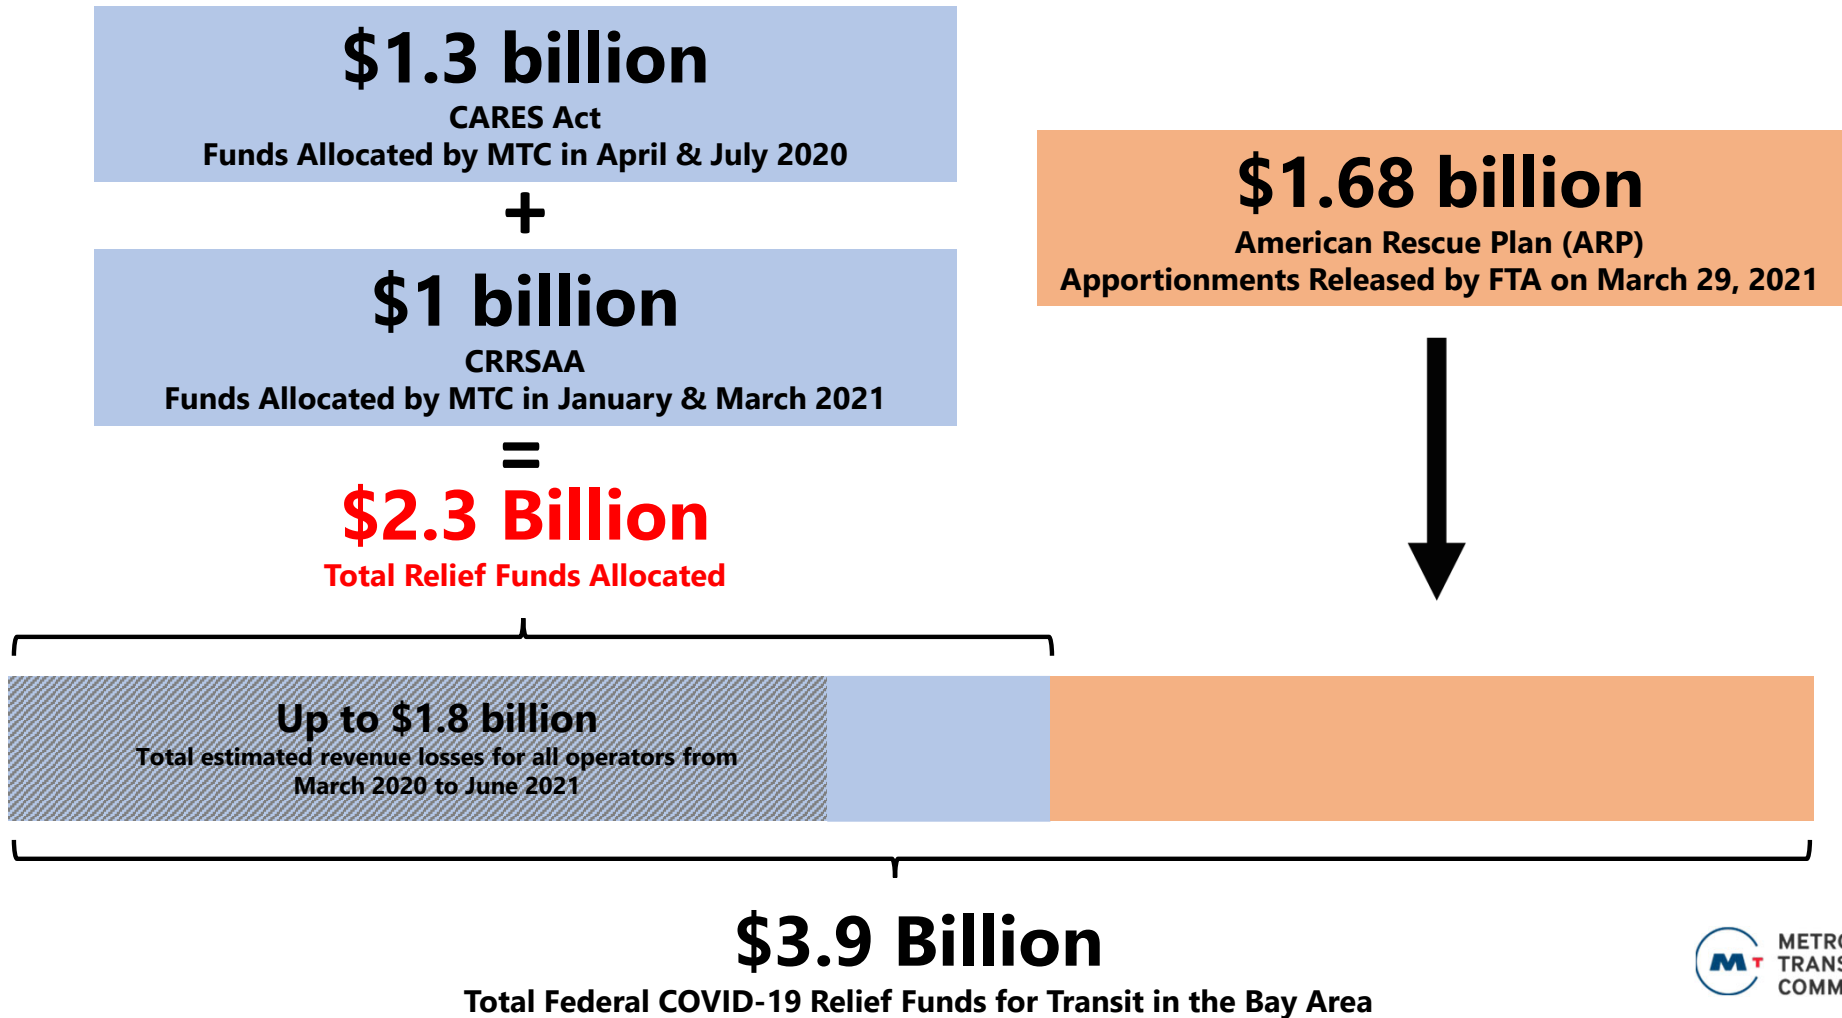 $1.3 billion
CARES Act
Funds Allocated by MTC in April & July 2020
+
$1 billion
CRRSAA
Funds Allocated by MTC in January & March 2021
=
$2.3 Billion
Total Relief Funds Allocated
$1.68 billion
American Rescue Plan (ARP)
Apportionments Released by FTA on March 29, 2021
Up to $1.8 billion
Total estimated revenue losses for all operators from
March 2020 to June 2021
$3.9 Billion
Total Federal COVID-19 Relief Funds for Transit in the Bay Area
MT
METRO
TRANS
COMM